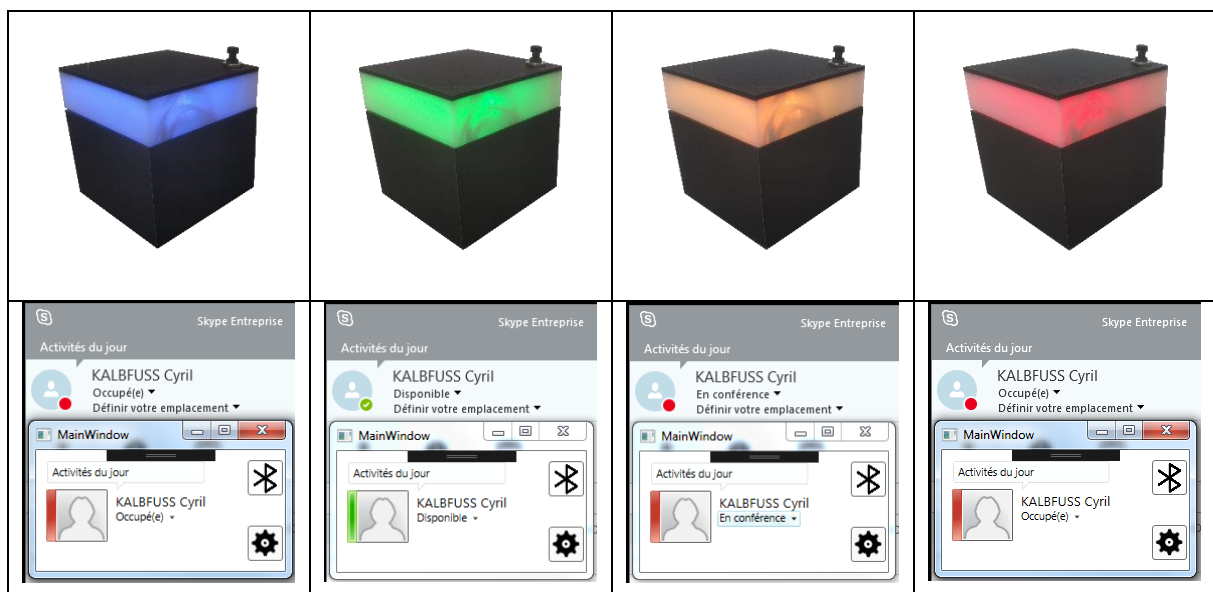 Skype Entreprise
Activités du jour
KALBFUSS Cyril
Occupé(e)
Définir votre emplacement
MainWindow
Activités du jour
KALBFUSS Cyril
Occupé(e)
Skype Entreprise
Activités du jour
KALBFUSS Cyril
Disponible
Définir votre emplacement
MainWindow
Activités du jour
KALBFUSS Cyril
Disponible
Skype Entreprise
Activités du jour
KALBFUSS Cyril
En conférence
Définir votre emplacement
MainWindow
Activités du jour
KALBFUSS Cyril
En conférence
Skype Entreprise
Activités du jour
KALBFUSS Cyril
Occupé(e)
Définir votre emplacement
MainWindow
Activités du jour
KALBFUSS Cyril
Occupé(e)